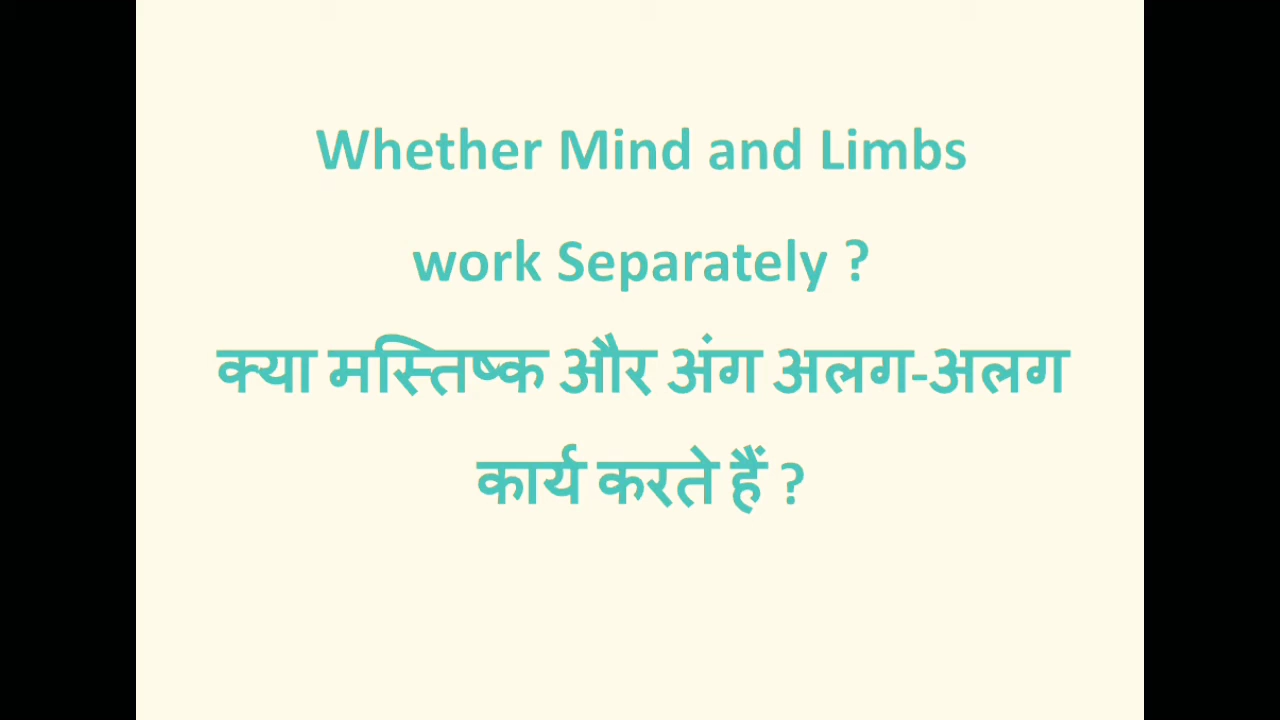 Whether Mind and Limbs
work Separately ?
क्या मस्तिष्क और अंग अलग-अलग
कार्य करते हैं ?